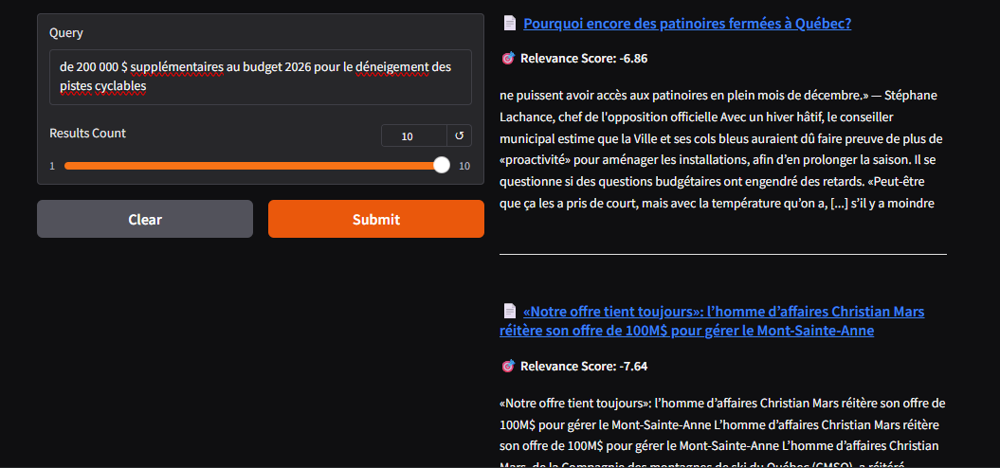 Query
de 200 000 $ supplémentaires au budget 2026 pour le déneigement des
pistes cyclables
Results Count
10
↺
1
10
Clear
Submit
Pourquoi encore des patinoires fermées à Québec?
Relevance Score: -6.86
ne puissent avoir accès aux patinoires en plein mois de décembre.» — Stéphane
Lachance, chef de l'opposition officielle Avec un hiver hâtif, le conseiller
municipal estime que la Ville et ses cols bleus auraient dû faire preuve de plus de
«proactivité» pour aménager les installations, afin d’en prolonger la saison. Il se
questionne si des questions budgétaires ont engendré des retards. «Peut-être
que ça les a pris de court, mais avec la température qu’on a, [...] s’il y a moindre
«Notre offre tient toujours»: l’homme d’affaires Christian Mars
réitère son offre de 100M$ pour gérer le Mont-Sainte-Anne
Relevance Score: -7.64
«Notre offre tient toujours»: l’homme d’affaires Christian Mars réitère son offre de
100M$ pour gérer le Mont-Sainte-Anne L’homme d’affaires Christian Mars réitère
son offre de 100M$ pour gérer le Mont-Sainte-Anne L’homme d’affaires Christian
Mars, de la Compagnie des montagnes de ski du Québec (CMSQ), a réitéré